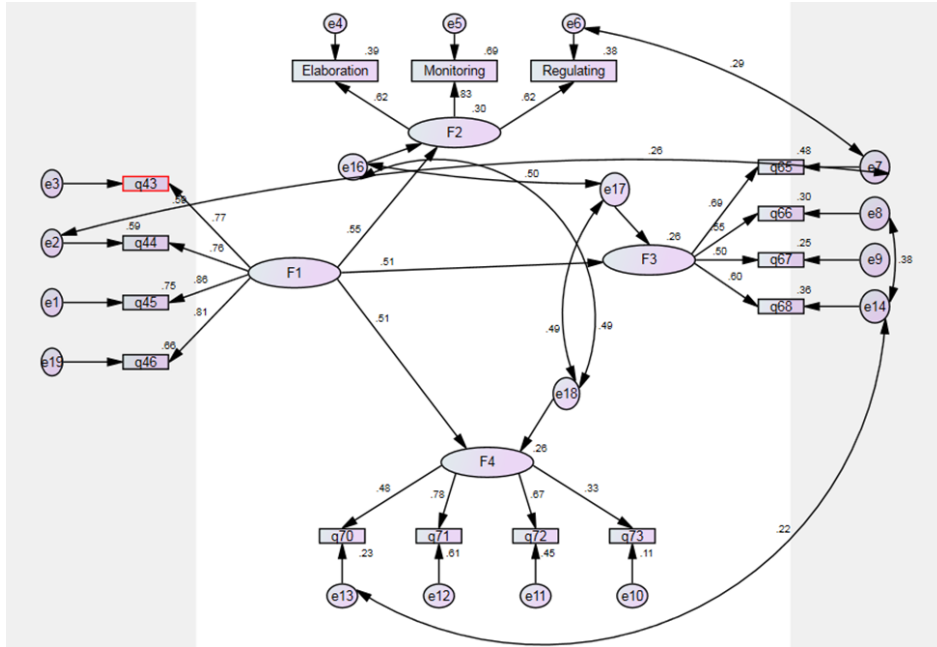 e4 e5 e6
.39 .69 .38
Elaboration Monitoring Regulating
.29
.62 .83 .62
.30
F2
.48
e16 .26 q65 e7
.50
e3 q43 e17
.59 .69 .30
.77 .55 q66 e8
e2 .59 q44 .76 .55
.26 .50 .25
F1 .51 F3 q67 e9 .38
.75 .86 .60 .36
e1 q45 q68 e14
.81 .51
.49 .49
.66
e19 q46
e18
F4 .26
.48 .78 .67 .33
.22
q70 q71 q72 q73
.23 .61 .45 .11
e13 e12 e11 e10